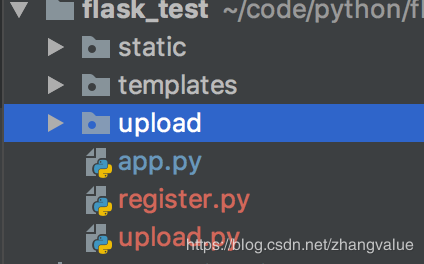 flask_test ~/code/python/fl
static
templates
upload
app.py
register.py
upload.py
https://blog.csdn.net/zhangvalue